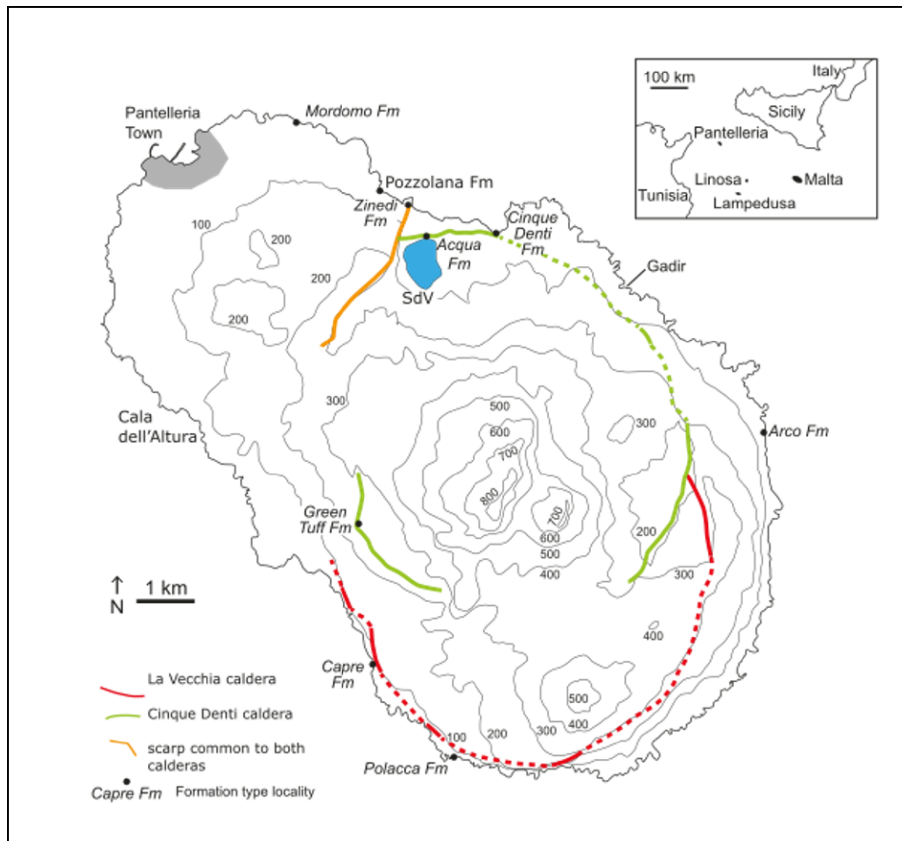 100 km
Italy
Sicily
Pantelleria
Linosa
Malta
Tunisia
Lampedusa
Pantelleria
Town
Mordomo Fm
Pozzolana Fm
Zinedi
Fm
Cinque
Denti
Fm
Acqua
Fm
SdV
Gadir
100
200
200
200
200
300
Cala
dell'Altura
500
600
700
800
700
600
500
400
300
Arco Fm
Green
Tuff Fm
200
300
N
1 km
400
Capre
Fm
500
400
300
200
100
Polacca Fm
La Vecchia caldera
Cinque Denti caldera
scarp common to both
calderas
Capre Fm Formation type locality